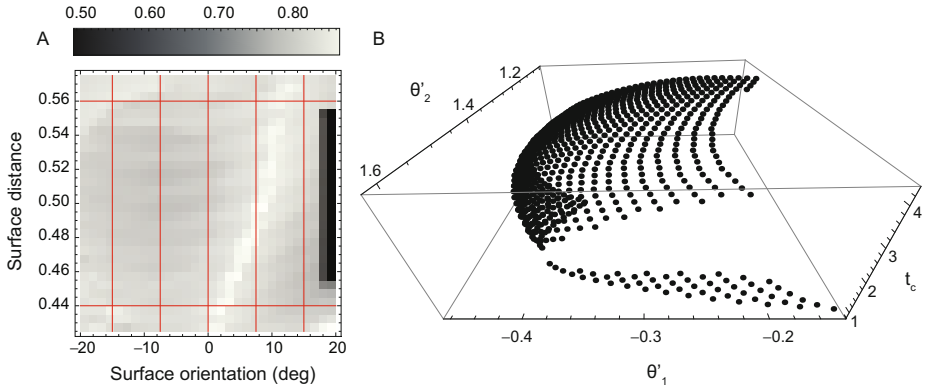 0.50 0.60 0.70 0.80
A
B
0.56
0.54
0.52
0.50
0.48
0.46
0.44
Surface distance
−20 −10 0 10 20
Surface orientation (deg)
θ'2
1.2
1.4
1.6
4
3
2
1
tc
−0.4 −0.3 −0.2
θ'1